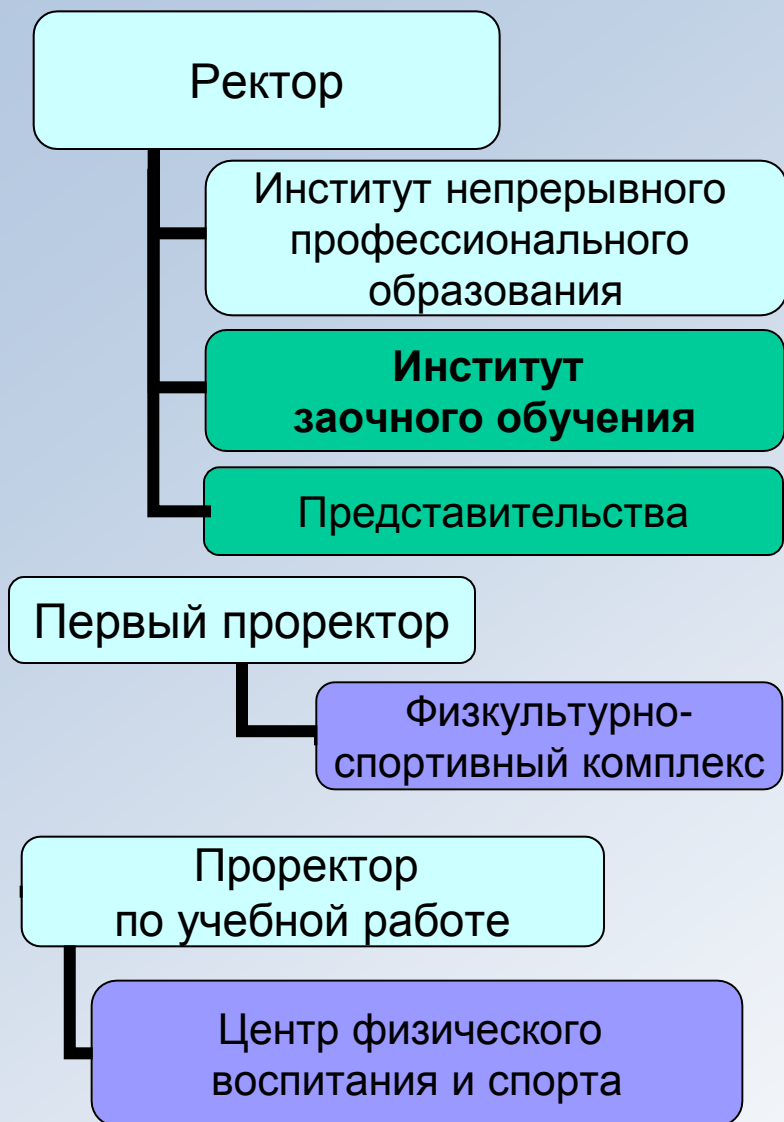 Ректор
Институт непрерывного
профессионального
образования
Институт
заочного обучения
Представительства
Первый проректор
Физкультурно-
спортивный комплекс
Проректор
по учебной работе
Центр физического
воспитания и спорта